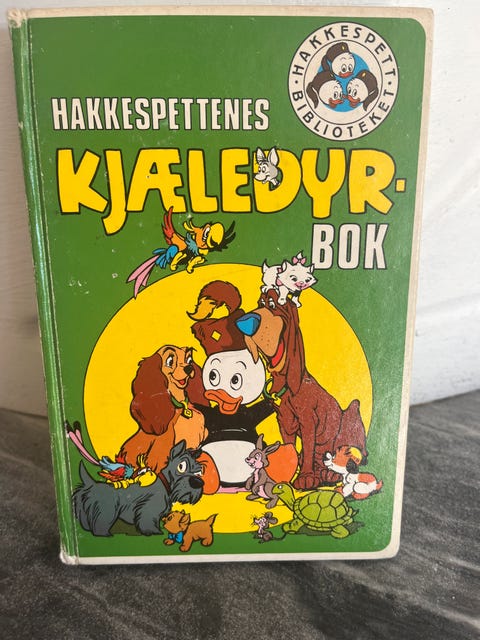 HAKKESPETT·
BIBLIOTEKET·
HAKKESPETTENES
KJÆLEDYR-
BOK